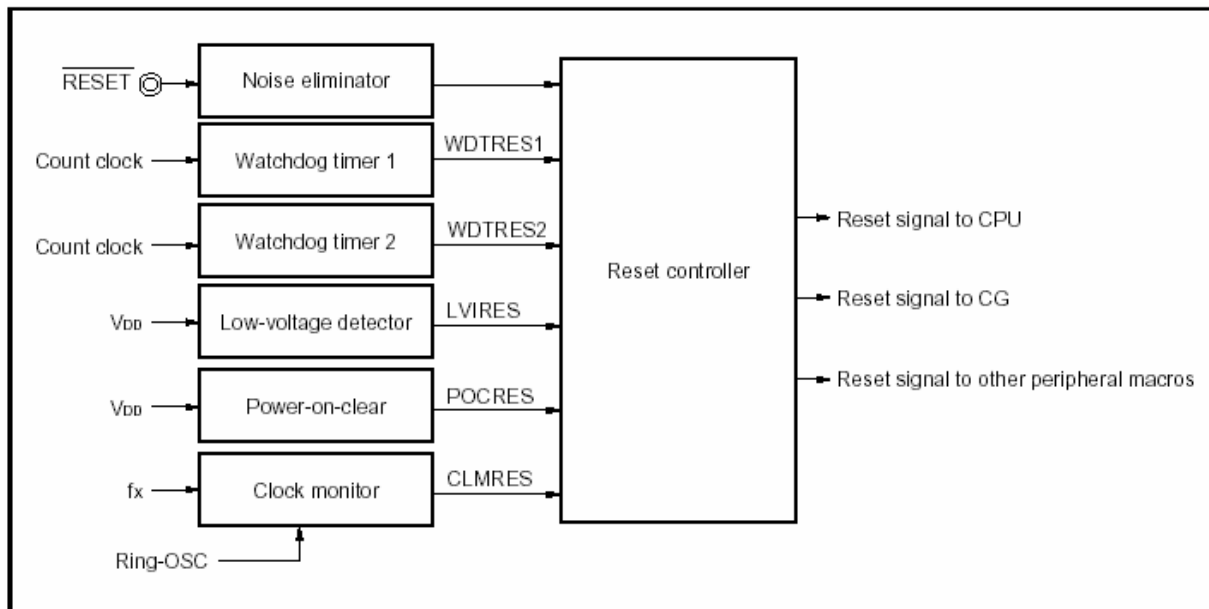 RESET
Noise eliminator
Count clock
Watchdog timer 1
WDTRES1
Count clock
Watchdog timer 2
WDTRES2
VDD
Low-voltage detector
LVIRES
VDD
Power-on-clear
POCRES
fx
Clock monitor
CLMRES
Ring-OSC
Reset controller
Reset signal to CPU
Reset signal to CG
Reset signal to other peripheral macros